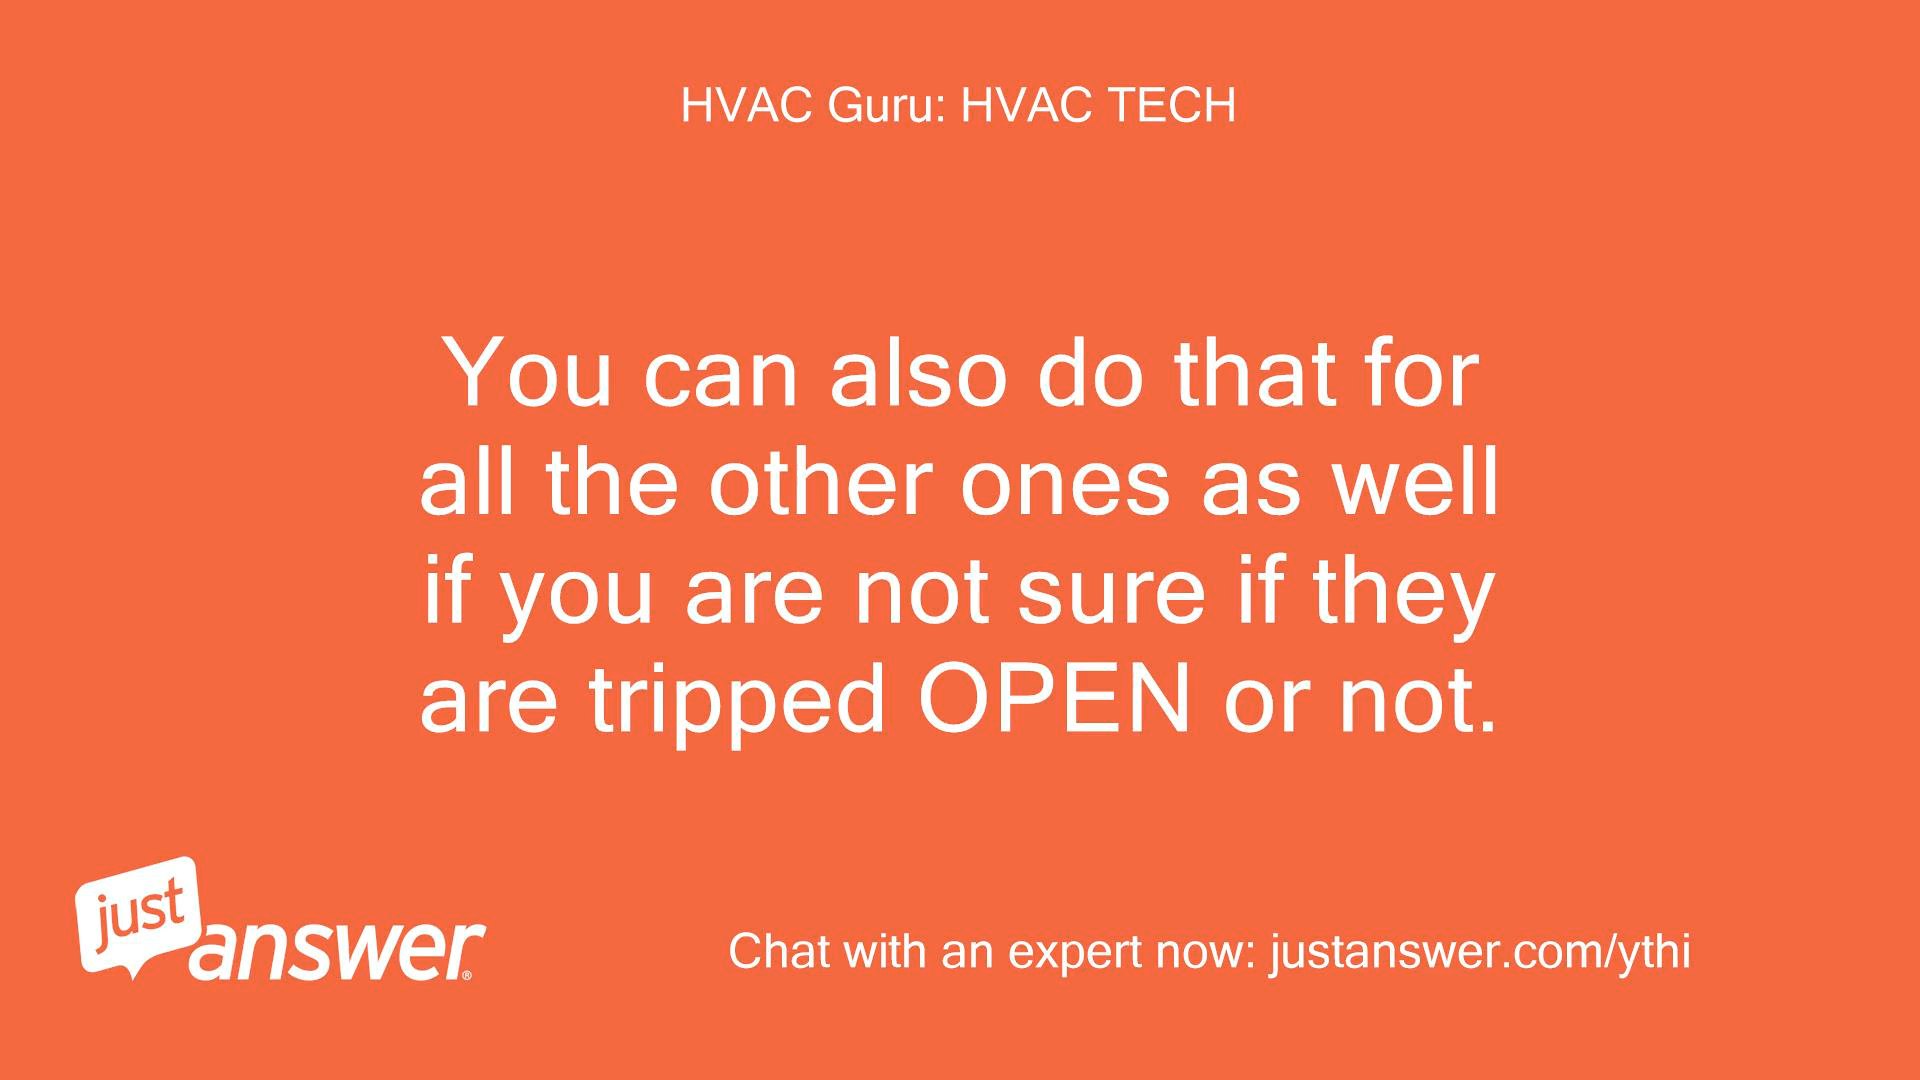 HVAC Guru: HVAC TECH
You can also do that for
all the other ones as well
if you are not sure if they
are tripped OPEN or not.
just
answer®
Chat with an expert now: justanswer.com/ythi